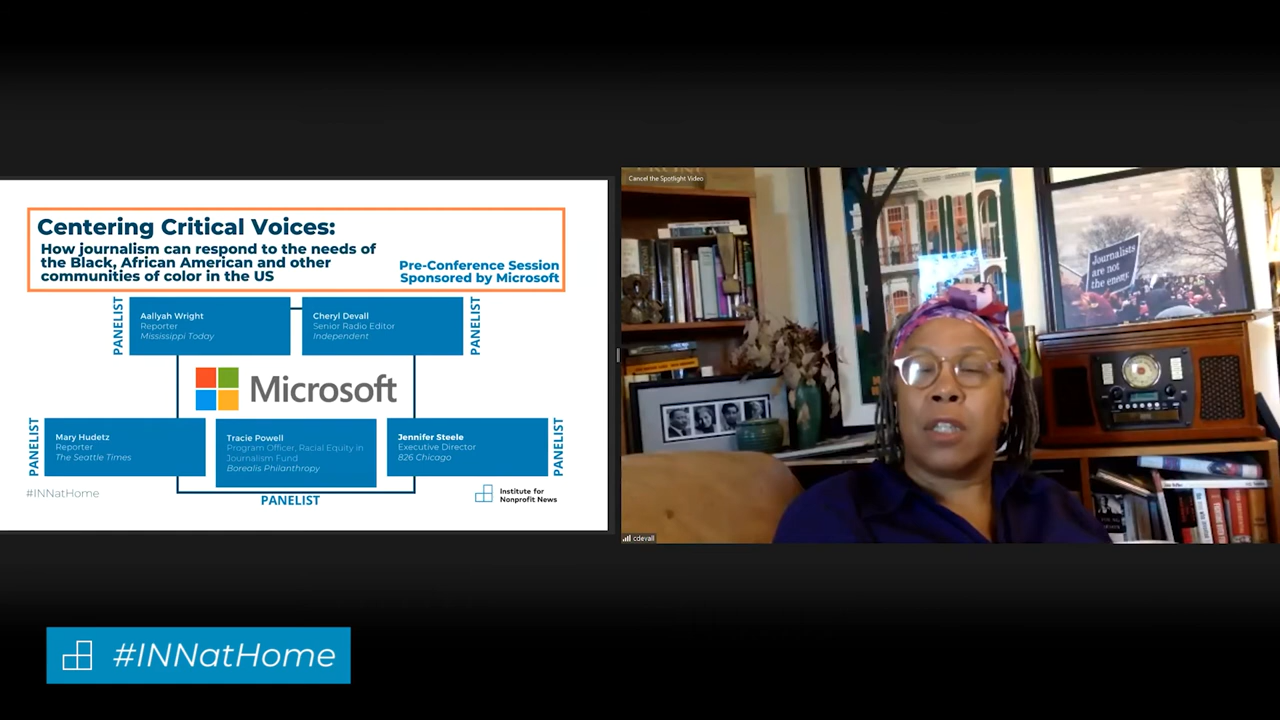 Centering Critical Voices:
How journalism can respond to the needs of
the Black, African American and other
communities of color in the US
Pre-Conference Session
Sponsored by Microsoft
PANELIST
Aallyah Wright
Reporter
Mississippi Today
Cheryl Devall
Senior Radio Editor
Independent
PANELIST
Microsoft
PANELIST
Mary Hudetz
Reporter
The Seattle Times
Tracie Powell
Program Officer, Racial Equity in
Journalism Fund
Borealis Philanthropy
Jennifer Steele
Executive Director
826 Chicago
PANELIST
PANELIST
#INNatHome
Institute for
Nonprofit News
Cancel the Spotlight Video
Journalists
are not
the enemy
cdevall
#INNatHome